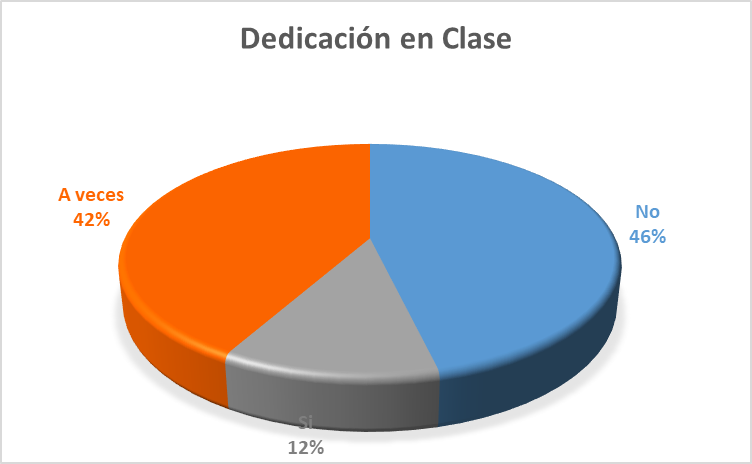 Dedicación en Clase
A veces
42%
No
46%
Si
12%